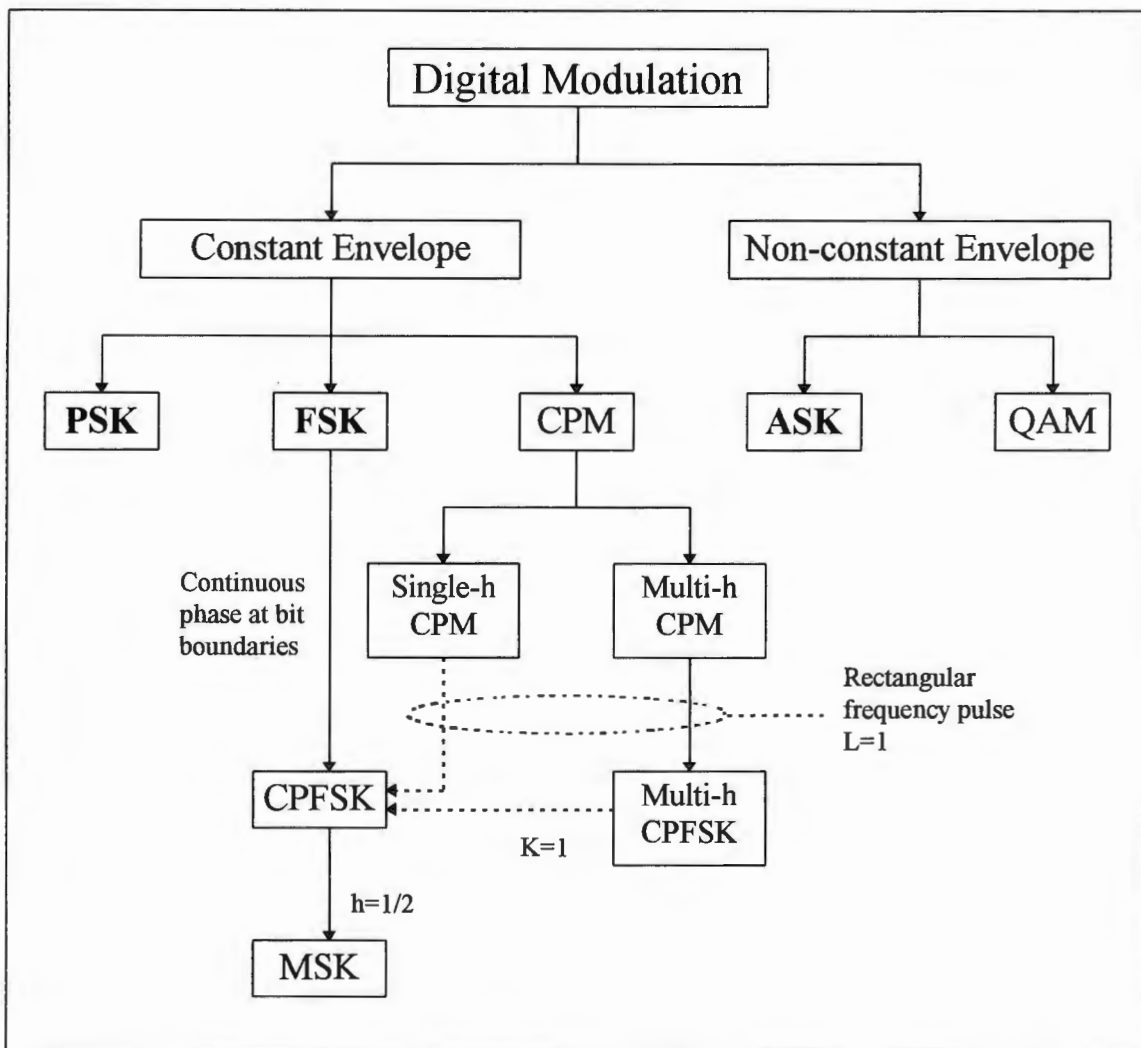 Digital Modulation
Constant Envelope
Non-constant Envelope
PSK
FSK
CPM
ASK
QAM
Continuous
phase at bit
boundaries
Single-h
CPM
Multi-h
CPM
Rectangular
frequency pulse
L=1
CPFSK
Multi-h
CPFSK
K=1
h=1/2
MSK